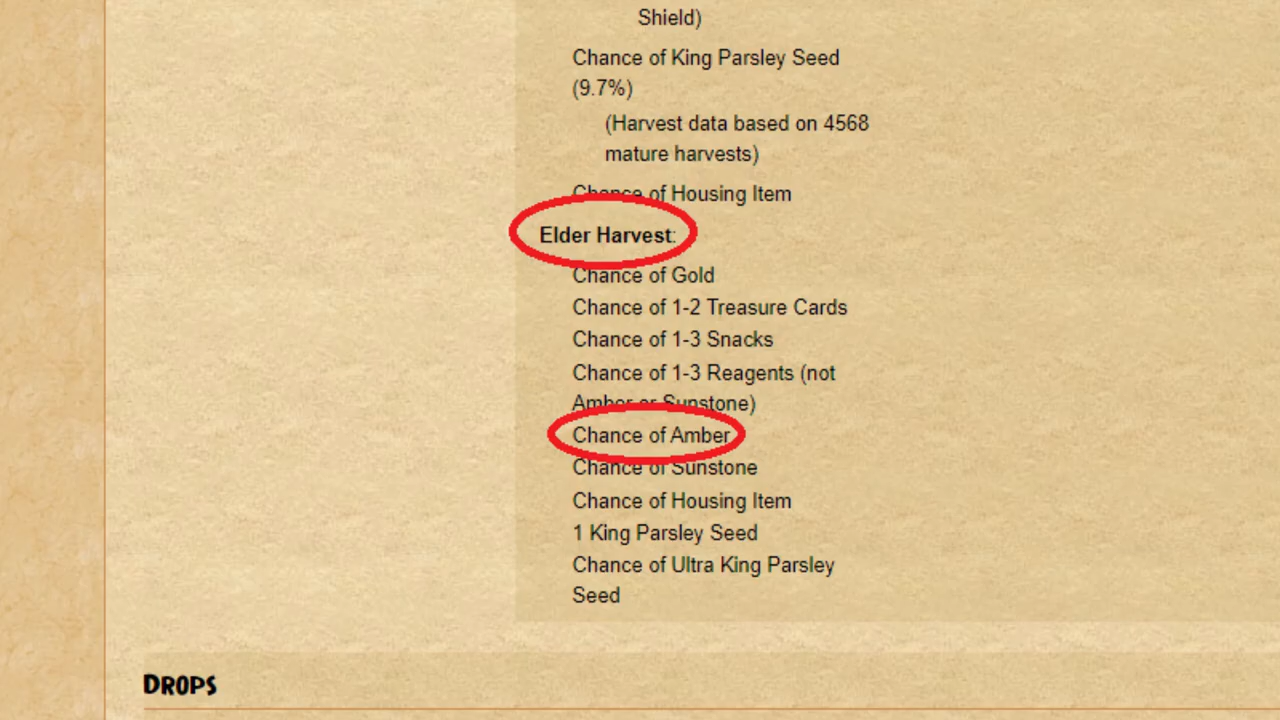 Shield)
Chance of King Parsley Seed
(9.7%)
(Harvest data based on 4568
mature harvests)
Chance of Housing Item
Elder Harvest:
Chance of Gold
Chance of 1-2 Treasure Cards
Chance of 1-3 Snacks
Chance of 1-3 Reagents (not
Amber or Sunstone)
Chance of Amber
Chance of Sunstone
Chance of Housing Item
1 King Parsley Seed
Chance of Ultra King Parsley
Seed
DROPS